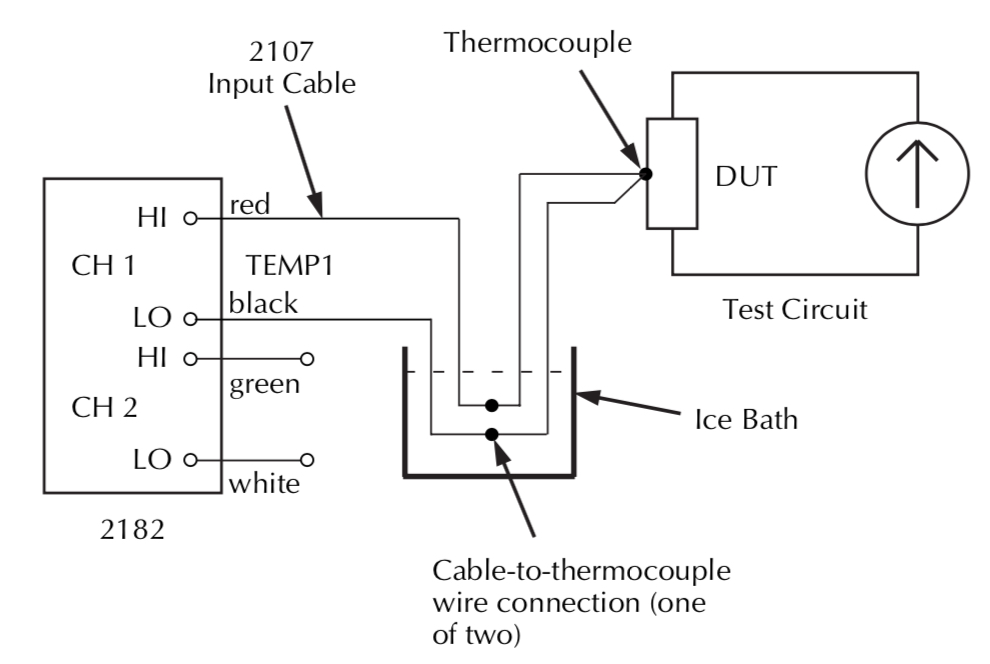 2107
Input Cable
Thermocouple
HI
red
CH 1
TEMP1
LO
black
HI
green
CH 2
LO
white
2182
DUT
Test Circuit
Ice Bath
Cable-to-thermocouple
wire connection (one
of two)